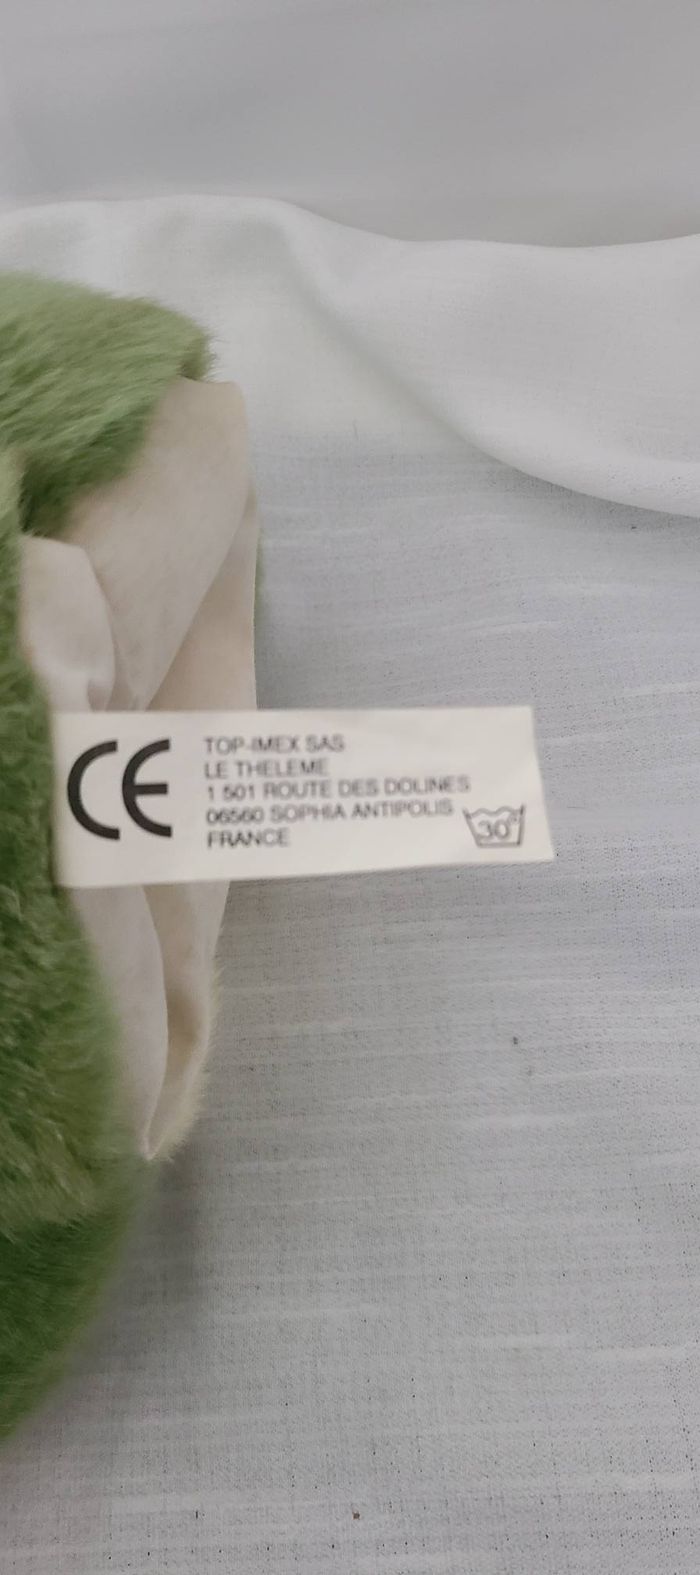 CE
TOP-IMEX SAS
LE THELEME
1 501 ROUTE DES DOLINES
06560 SOPHIA ANTIPOLIS
FRANCE
30°